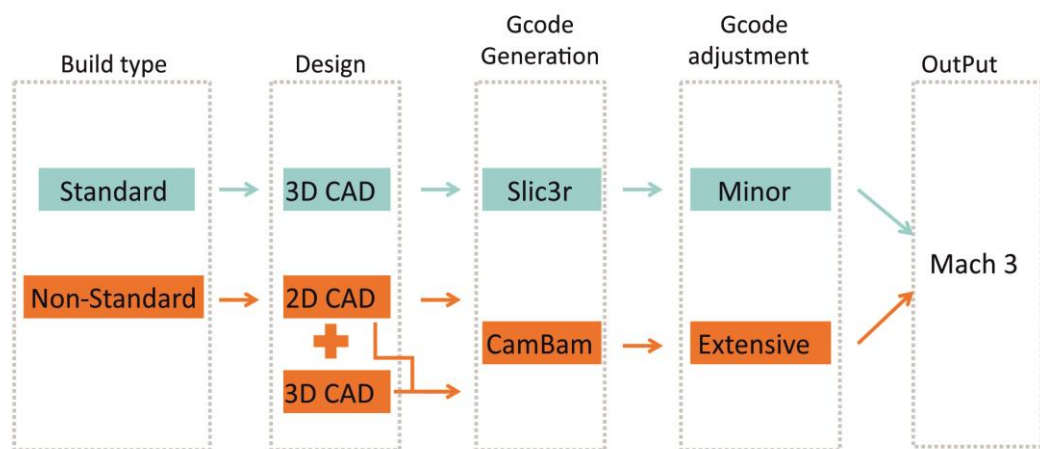 Build type
Design
Gcode
Generation
Gcode
adjustment
OutPut
Standard
3D CAD
Slic3r
Minor
Mach 3
Non-Standard
2D CAD
CamBam
Extensive
3D CAD